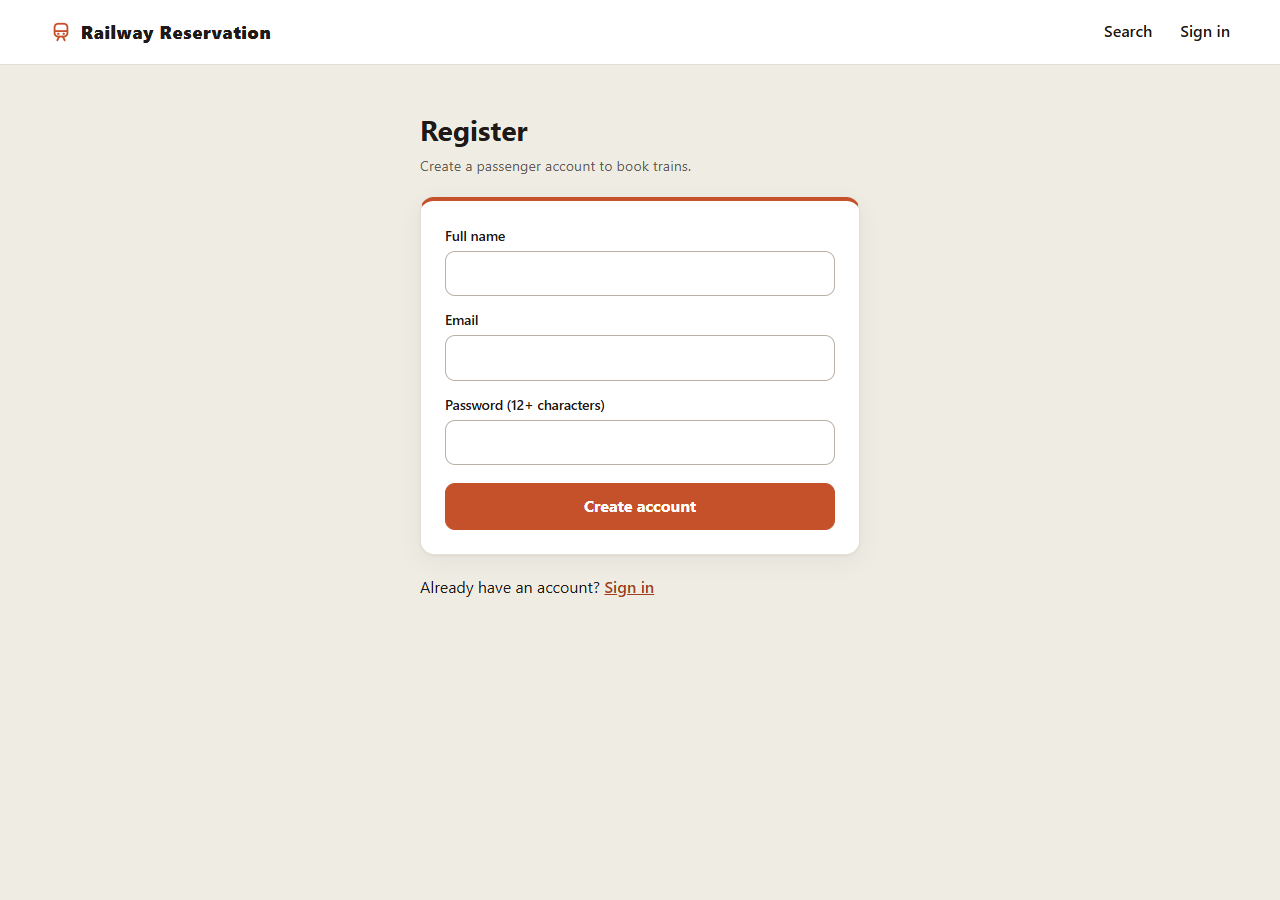 Railway Reservation
Search
Sign in
Register
Create a passenger account to book trains.
Full name
Email
Password (12+ characters)
Create account
Already have an account? Sign in